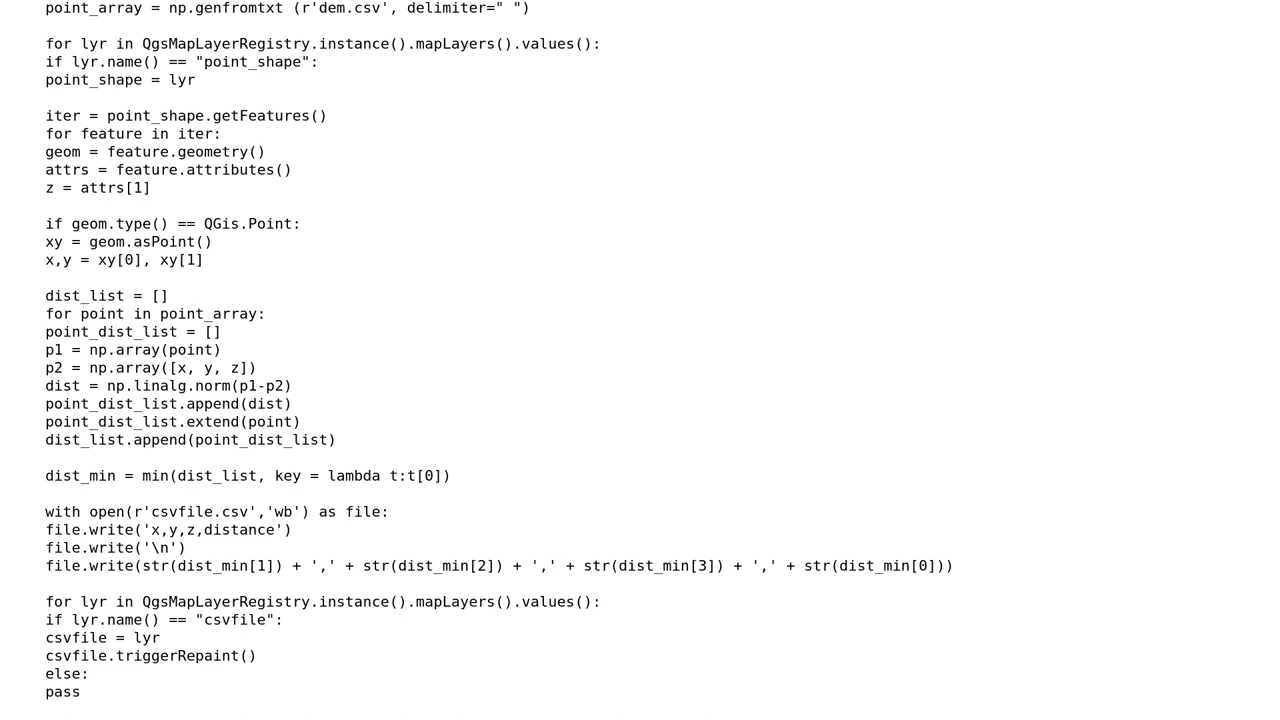 point_array = np.genfromtxt (r'dem.csv', delimiter=" ")
for lyr in QgsMapLayerRegistry.instance().mapLayers().values():
if lyr.name() == "point_shape":
point_shape = lyr
iter = point_shape.getFeatures()
for feature in iter:
geom = feature.geometry()
attrs = feature.attributes()
z = attrs[1]
if geom.type() == QGis.Point:
xy = geom.asPoint()
x,y = xy[0], xy[1]
dist_list = []
for point in point_array:
point_dist_list = []
p1 = np.array(point)
p2 = np.array([x, y, z])
dist = np.linalg.norm(p1-p2)
point_dist_list.append(dist)
point_dist_list.extend(point)
dist_list.append(point_dist_list)
dist_min = min(dist_list, key = lambda t:t[0])
with open(r'csvfile.csv','wb') as file:
file.write('x,y,z,distance')
file.write('\n')
file.write(str(dist_min[1]) + ',' + str(dist_min[2]) + ',' + str(dist_min[3]) + ',' + str(dist_min[0]))
for lyr in QgsMapLayerRegistry.instance().mapLayers().values():
if lyr.name() == "csvfile":
csvfile = lyr
csvfile.triggerRepaint()
else:
pass